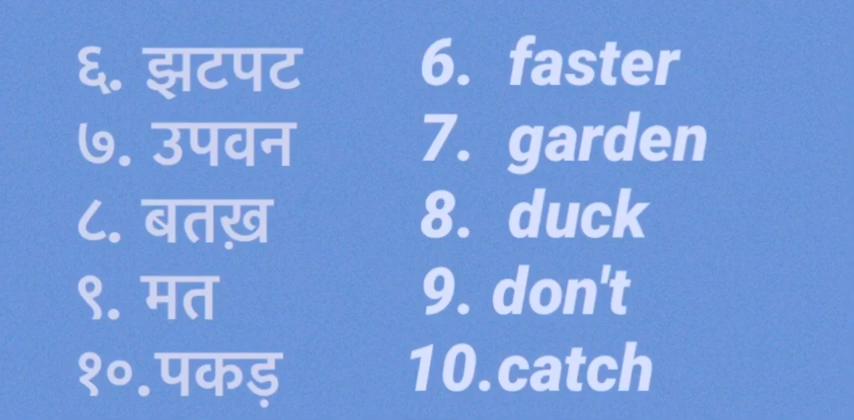 ६. झटपट 6. faster
७. उपवन 7. garden
८. बतख़ 8. duck
९. मत 9. don't
१०.पकड़ 10.catch